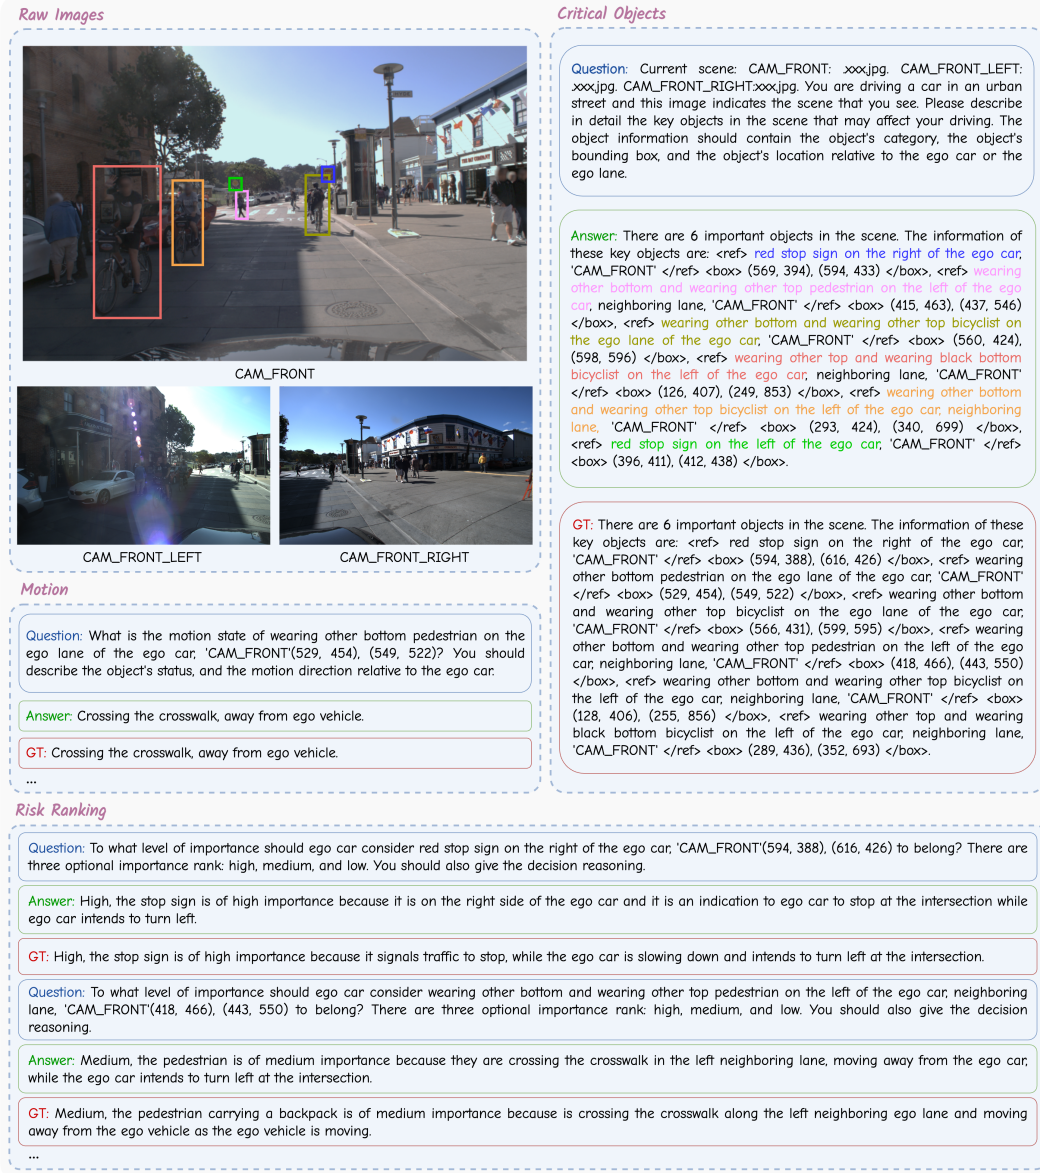 Raw Images
CAM_FRONT
CAM_FRONT_LEFT
CAM_FRONT_RIGHT
Motion
Question: What is the motion state of wearing other bottom pedestrian on the
ego lane of the ego car, 'CAM_FRONT'(529, 454), (549, 522)? You should
describe the object's status, and the motion direction relative to the ego car.
Answer: Crossing the crosswalk, away from ego vehicle.
GT: Crossing the crosswalk, away from ego vehicle.
...
Critical Objects
Question: Current scene: CAM_FRONT: .xxx.jpg. CAM_FRONT_LEFT:
.xxx.jpg. CAM_FRONT_RIGHT:xxx.jpg. You are driving a car in an urban
street and this image indicates the scene that you see. Please describe
in detail the key objects in the scene that may affect your driving. The
object information should contain the object's category, the object's
bounding box, and the object's location relative to the ego car or the
ego lane.
Answer: There are 6 important objects in the scene. The information of
these key objects are: <ref> red stop sign on the right of the ego car,
'CAM_FRONT' </ref> <box> (569, 394), (594, 433) </box>, <ref> wearing
other bottom and wearing other top pedestrian on the left of the ego
car, neighboring lane, 'CAM_FRONT' </ref> <box> (415, 463), (437, 546)
</box>, <ref> wearing other bottom and wearing other top bicyclist on
the ego lane of the ego car, 'CAM_FRONT' </ref> <box> (560, 424),
(598, 596) </box>, <ref> wearing other top and wearing black bottom
bicyclist on the left of the ego car, neighboring lane, 'CAM_FRONT'
</ref> <box> (126, 407), (249, 853) </box>, <ref> wearing other bottom
and wearing other top bicyclist on the left of the ego car, neighboring
lane, 'CAM_FRONT' </ref> <box> (293, 424), (340, 699) </box>,
<ref> red stop sign on the left of the ego car, 'CAM_FRONT' </ref>
<box> (396, 411), (412, 438) </box>.
GT: There are 6 important objects in the scene. The information of these
key objects are: <ref> red stop sign on the right of the ego car,
'CAM_FRONT' </ref> <box> (594, 388), (616, 426) </box>, <ref> wearing
other bottom pedestrian on the ego lane of the ego car, 'CAM_FRONT'
</ref> <box> (529, 454), (549, 522) </box>, <ref> wearing other bottom
and wearing other top bicyclist on the ego lane of the ego car,
'CAM_FRONT' </ref> <box> (566, 431), (599, 595) </box>, <ref> wearing
other bottom and wearing other top pedestrian on the left of the ego
car, neighboring lane, 'CAM_FRONT' </ref> <box> (418, 466), (443, 550)
</box>, <ref> wearing other bottom and wearing other top bicyclist on
the left of the ego car, neighboring lane, 'CAM_FRONT' </ref> <box>
(128, 406), (255, 856) </box>, <ref> wearing other top and wearing
black bottom bicyclist on the left of the ego car, neighboring lane,
'CAM_FRONT' </ref> <box> (289, 436), (352, 693) </box>.
Risk Ranking
Question: To what level of importance should ego car consider red stop sign on the right of the ego car, 'CAM_FRONT'(594, 388), (616, 426) to belong? There are
three optional importance rank: high, medium, and low. You should also give the decision reasoning.
Answer: High, the stop sign is of high importance because it is on the right side of the ego car and it is an indication to ego car to stop at the intersection while
ego car intends to turn left.
GT: High, the stop sign is of high importance because it signals traffic to stop, while the ego car is slowing down and intends to turn left at the intersection.
Question: To what level of importance should ego car consider wearing other bottom and wearing other top pedestrian on the left of the ego car, neighboring
lane, 'CAM_FRONT'(418, 466), (443, 550) to belong? There are three optional importance rank: high, medium, and low. You should also give the decision
reasoning.
Answer: Medium, the pedestrian is of medium importance because they are crossing the crosswalk in the left neighboring lane, moving away from the ego car,
while the ego car intends to turn left at the intersection.
GT: Medium, the pedestrian carrying a backpack is of medium importance because is crossing the crosswalk along the left neighboring ego lane and moving
away from the ego vehicle as the ego vehicle is moving.
...